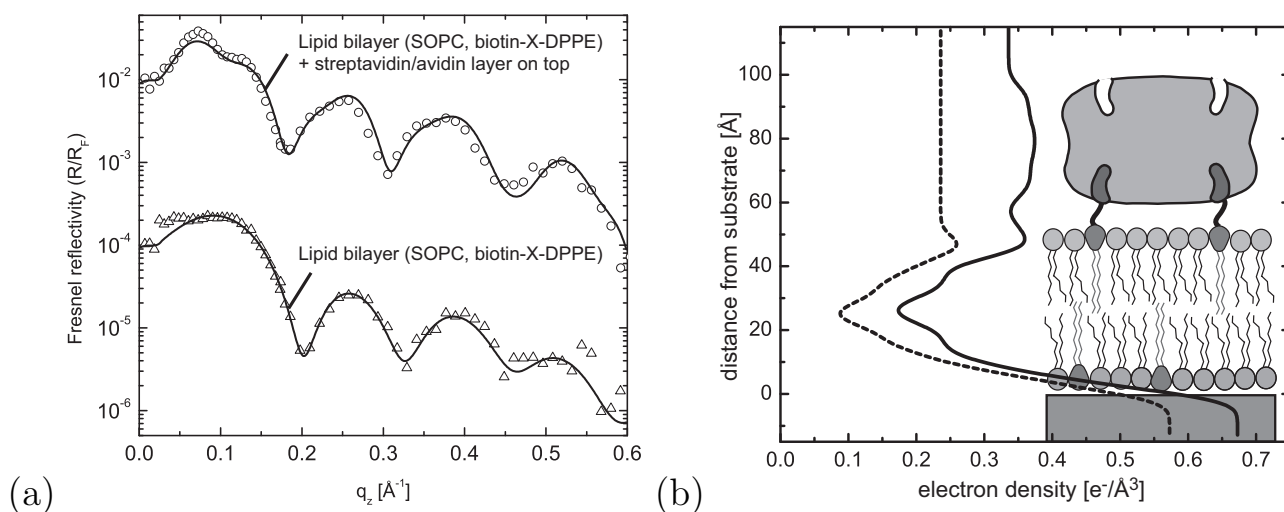 Lipid bilayer (SOPC, biotin-X-DPPE)
+ streptavidin/avidin layer on top
Lipid bilayer (SOPC, biotin-X-DPPE)
Fresnel reflectivity (R/R_F)
10⁻²
10⁻³
10⁻⁴
10⁻⁵
10⁻⁶
0.0 0.1 0.2 0.3 0.4 0.5 0.6
q_z [Å⁻¹]
(a)
distance from substrate [Å]
100
80
60
40
20
0
0.0 0.1 0.2 0.3 0.4 0.5 0.6 0.7
electron density [e⁻/Å³]
(b)